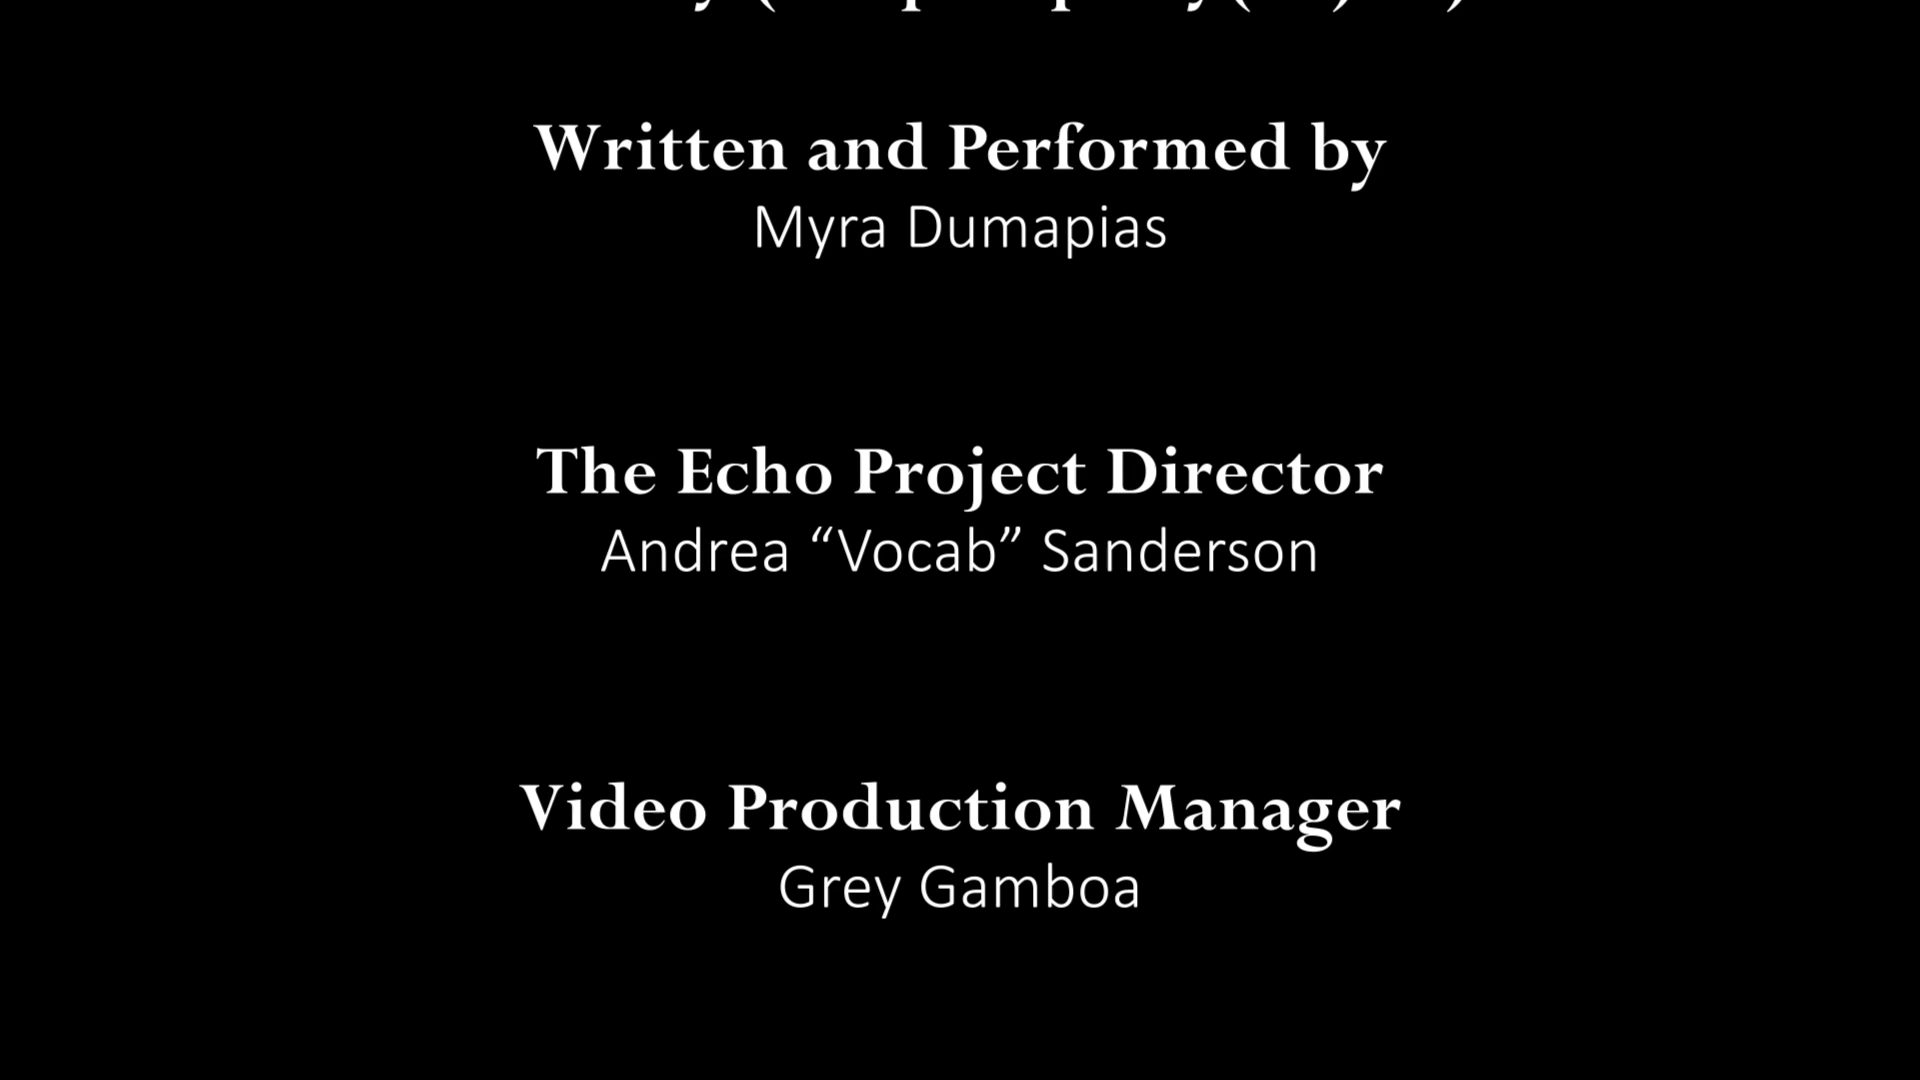 Written and Performed by
Myra Dumapias
The Echo Project Director
Andrea “Vocab” Sanderson
Video Production Manager
Grey Gamboa